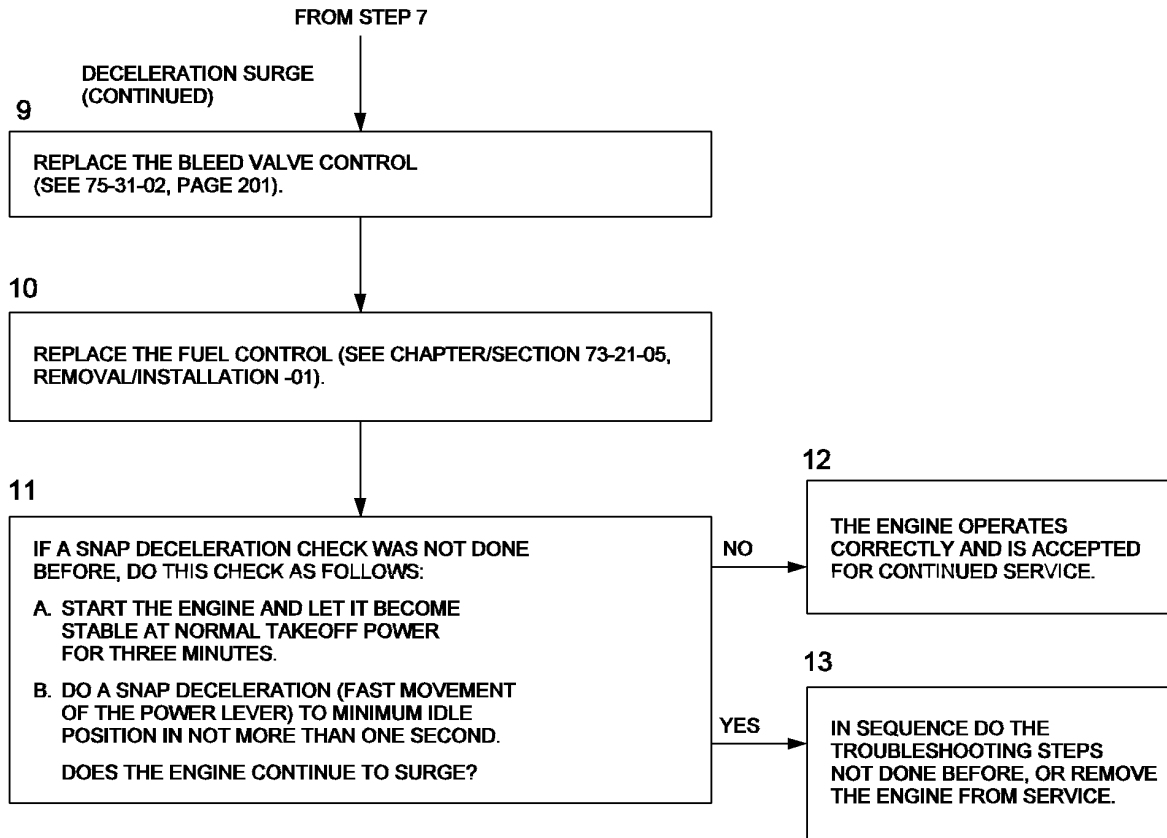 FROM STEP 7
DECELERATION SURGE
(CONTINUED)
9
REPLACE THE BLEED VALVE CONTROL
(SEE 75-31-02, PAGE 201).
10
REPLACE THE FUEL CONTROL (SEE CHAPTER/SECTION 73-21-05,
REMOVAL/INSTALLATION -01).
11
IF A SNAP DECELERATION CHECK WAS NOT DONE
BEFORE, DO THIS CHECK AS FOLLOWS:
A. START THE ENGINE AND LET IT BECOME
STABLE AT NORMAL TAKEOFF POWER
FOR THREE MINUTES.
B. DO A SNAP DECELERATION (FAST MOVEMENT
OF THE POWER LEVER) TO MINIMUM IDLE
POSITION IN NOT MORE THAN ONE SECOND.
DOES THE ENGINE CONTINUE TO SURGE?
NO
12
THE ENGINE OPERATES
CORRECTLY AND IS ACCEPTED
FOR CONTINUED SERVICE.
YES
13
IN SEQUENCE DO THE
TROUBLESHOOTING STEPS
NOT DONE BEFORE, OR REMOVE
THE ENGINE FROM SERVICE.